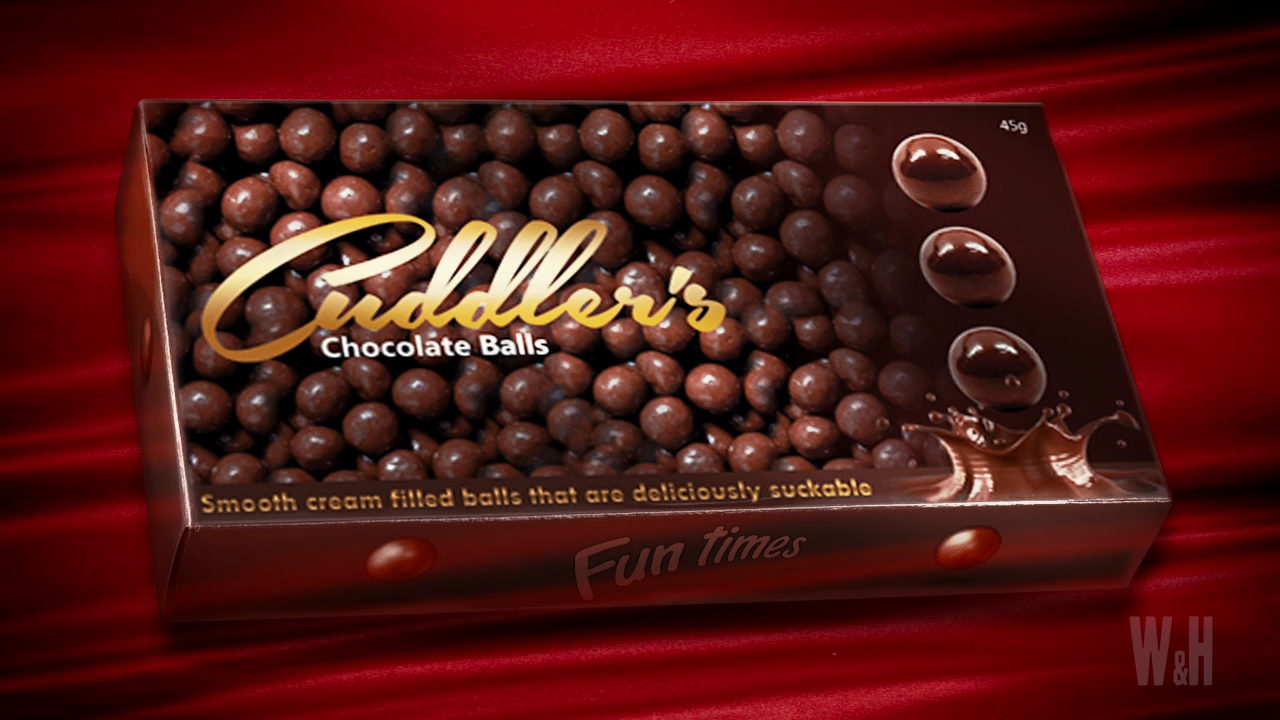 45g
Cuddler's
Chocolate Balls
Smooth cream filled balls that are deliciously suckable
Fun times
W&H